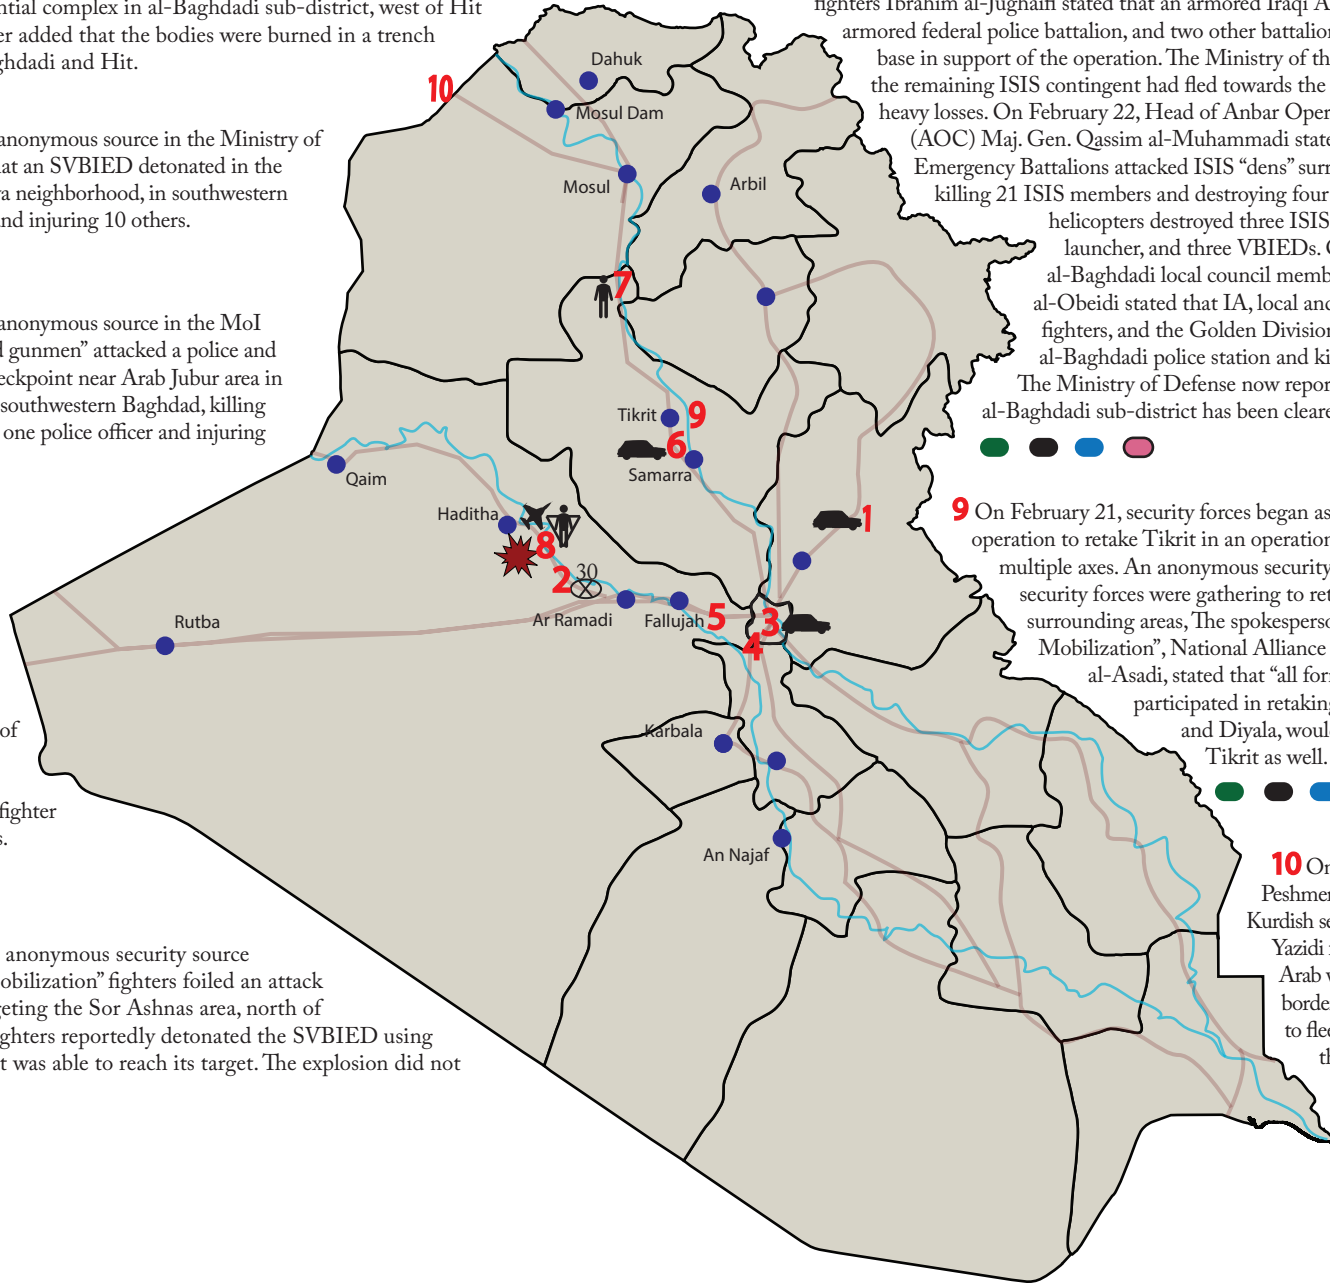 ntial complex in al-Baghdadi sub-district, west of Hit
er added that the bodies were burned in a trench
ghdadi and Hit.
anonymous source in the Ministry of
at an SVBIED detonated in the
ra neighborhood, in southwestern
nd injuring 10 others.
anonymous source in the MoI
d gunmen” attacked a police and
eckpoint near Arab Jubur area in
southwestern Baghdad, killing
one police officer and injuring
of
fighter
s.
anonymous security source
obilization” fighters foiled an attack
geting the Sor Ashnas area, north of
ghters reportedly detonated the SVBIED using
t was able to reach its target. The explosion did not
Dahuk
10
Mosul Dam
Mosul
Arbil
7
Tikrit
9
6
Samarra
Qaim
Haditha
1
8
2
30
Ar Ramadi
Fallujah
5
3
4
Rutba
Karbala
An Najaf
fighters Ibrahim al-Jughaifi stated that an armored Iraqi A
armored federal police battalion, and two other battalion
base in support of the operation. The Ministry of th
the remaining ISIS contingent had fled towards the
heavy losses. On February 22, Head of Anbar Oper
(AOC) Maj. Gen. Qassim al-Muhammadi state
Emergency Battalions attacked ISIS “dens” surr
killing 21 ISIS members and destroying four
helicopters destroyed three ISIS
launcher, and three VBIEDs. O
al-Baghdadi local council memb
al-Obeidi stated that IA, local and
fighters, and the Golden Division
al-Baghdadi police station and ki
The Ministry of Defense now repor
al-Baghdadi sub-district has been cleare
9 On February 21, security forces began as
operation to retake Tikrit in an operation
multiple axes. An anonymous security
security forces were gathering to ret
surrounding areas, The spokesperso
Mobilization”, National Alliance
al-Asadi, stated that “all for
participated in retaking
and Diyala, would
Tikrit as well.
10 On
Peshmer
Kurdish se
Yazidi
Arab v
borde
to flee
th